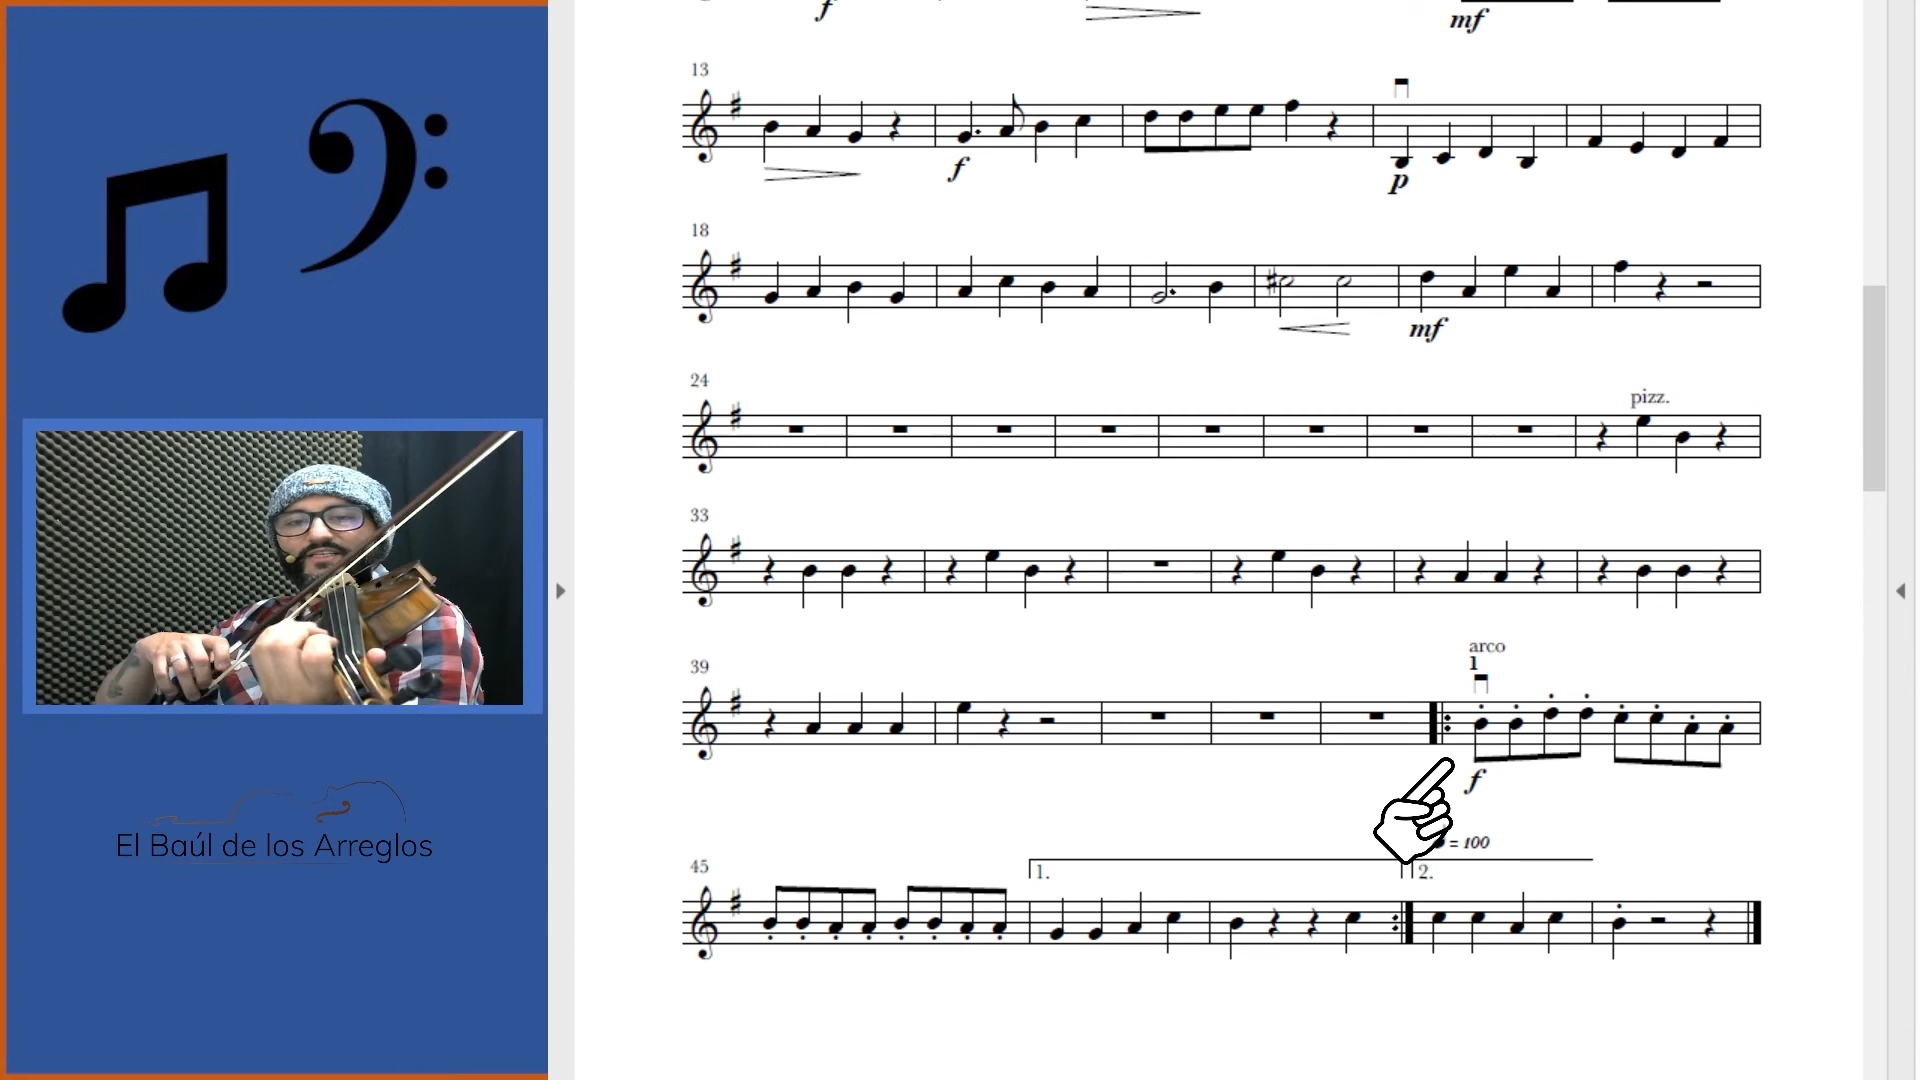 f
mf
13
f
p
18
mf
24
pizz.
33
arco
1
39
f
= 100
45
1.
2.
El Baúl de los Arreglos